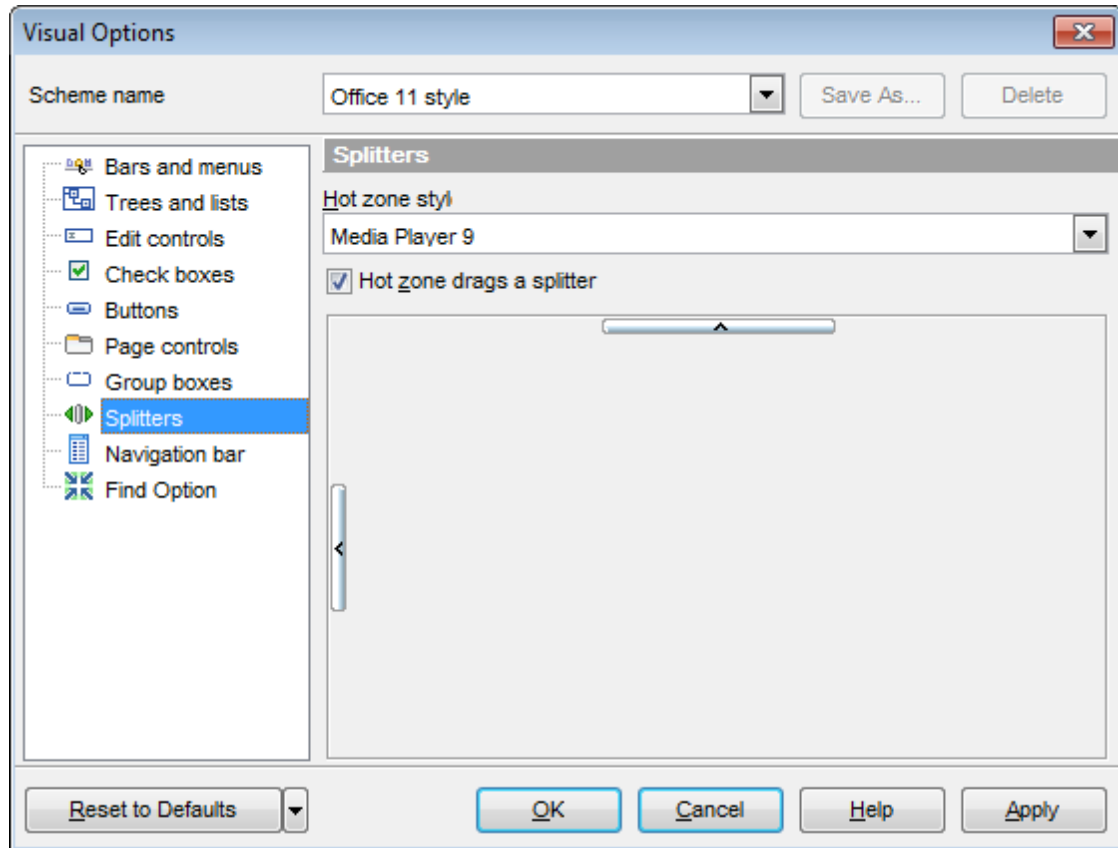 Visual Options
Scheme name
Office 11 style
Save As...
Delete
Bars and menus
Trees and lists
Edit controls
Check boxes
Buttons
Page controls
Group boxes
Splitters
Navigation bar
Find Option
Splitters
Hot zone styl
Media Player 9
Hot zone drags a splitter
Reset to Defaults
OK
Cancel
Help
Apply